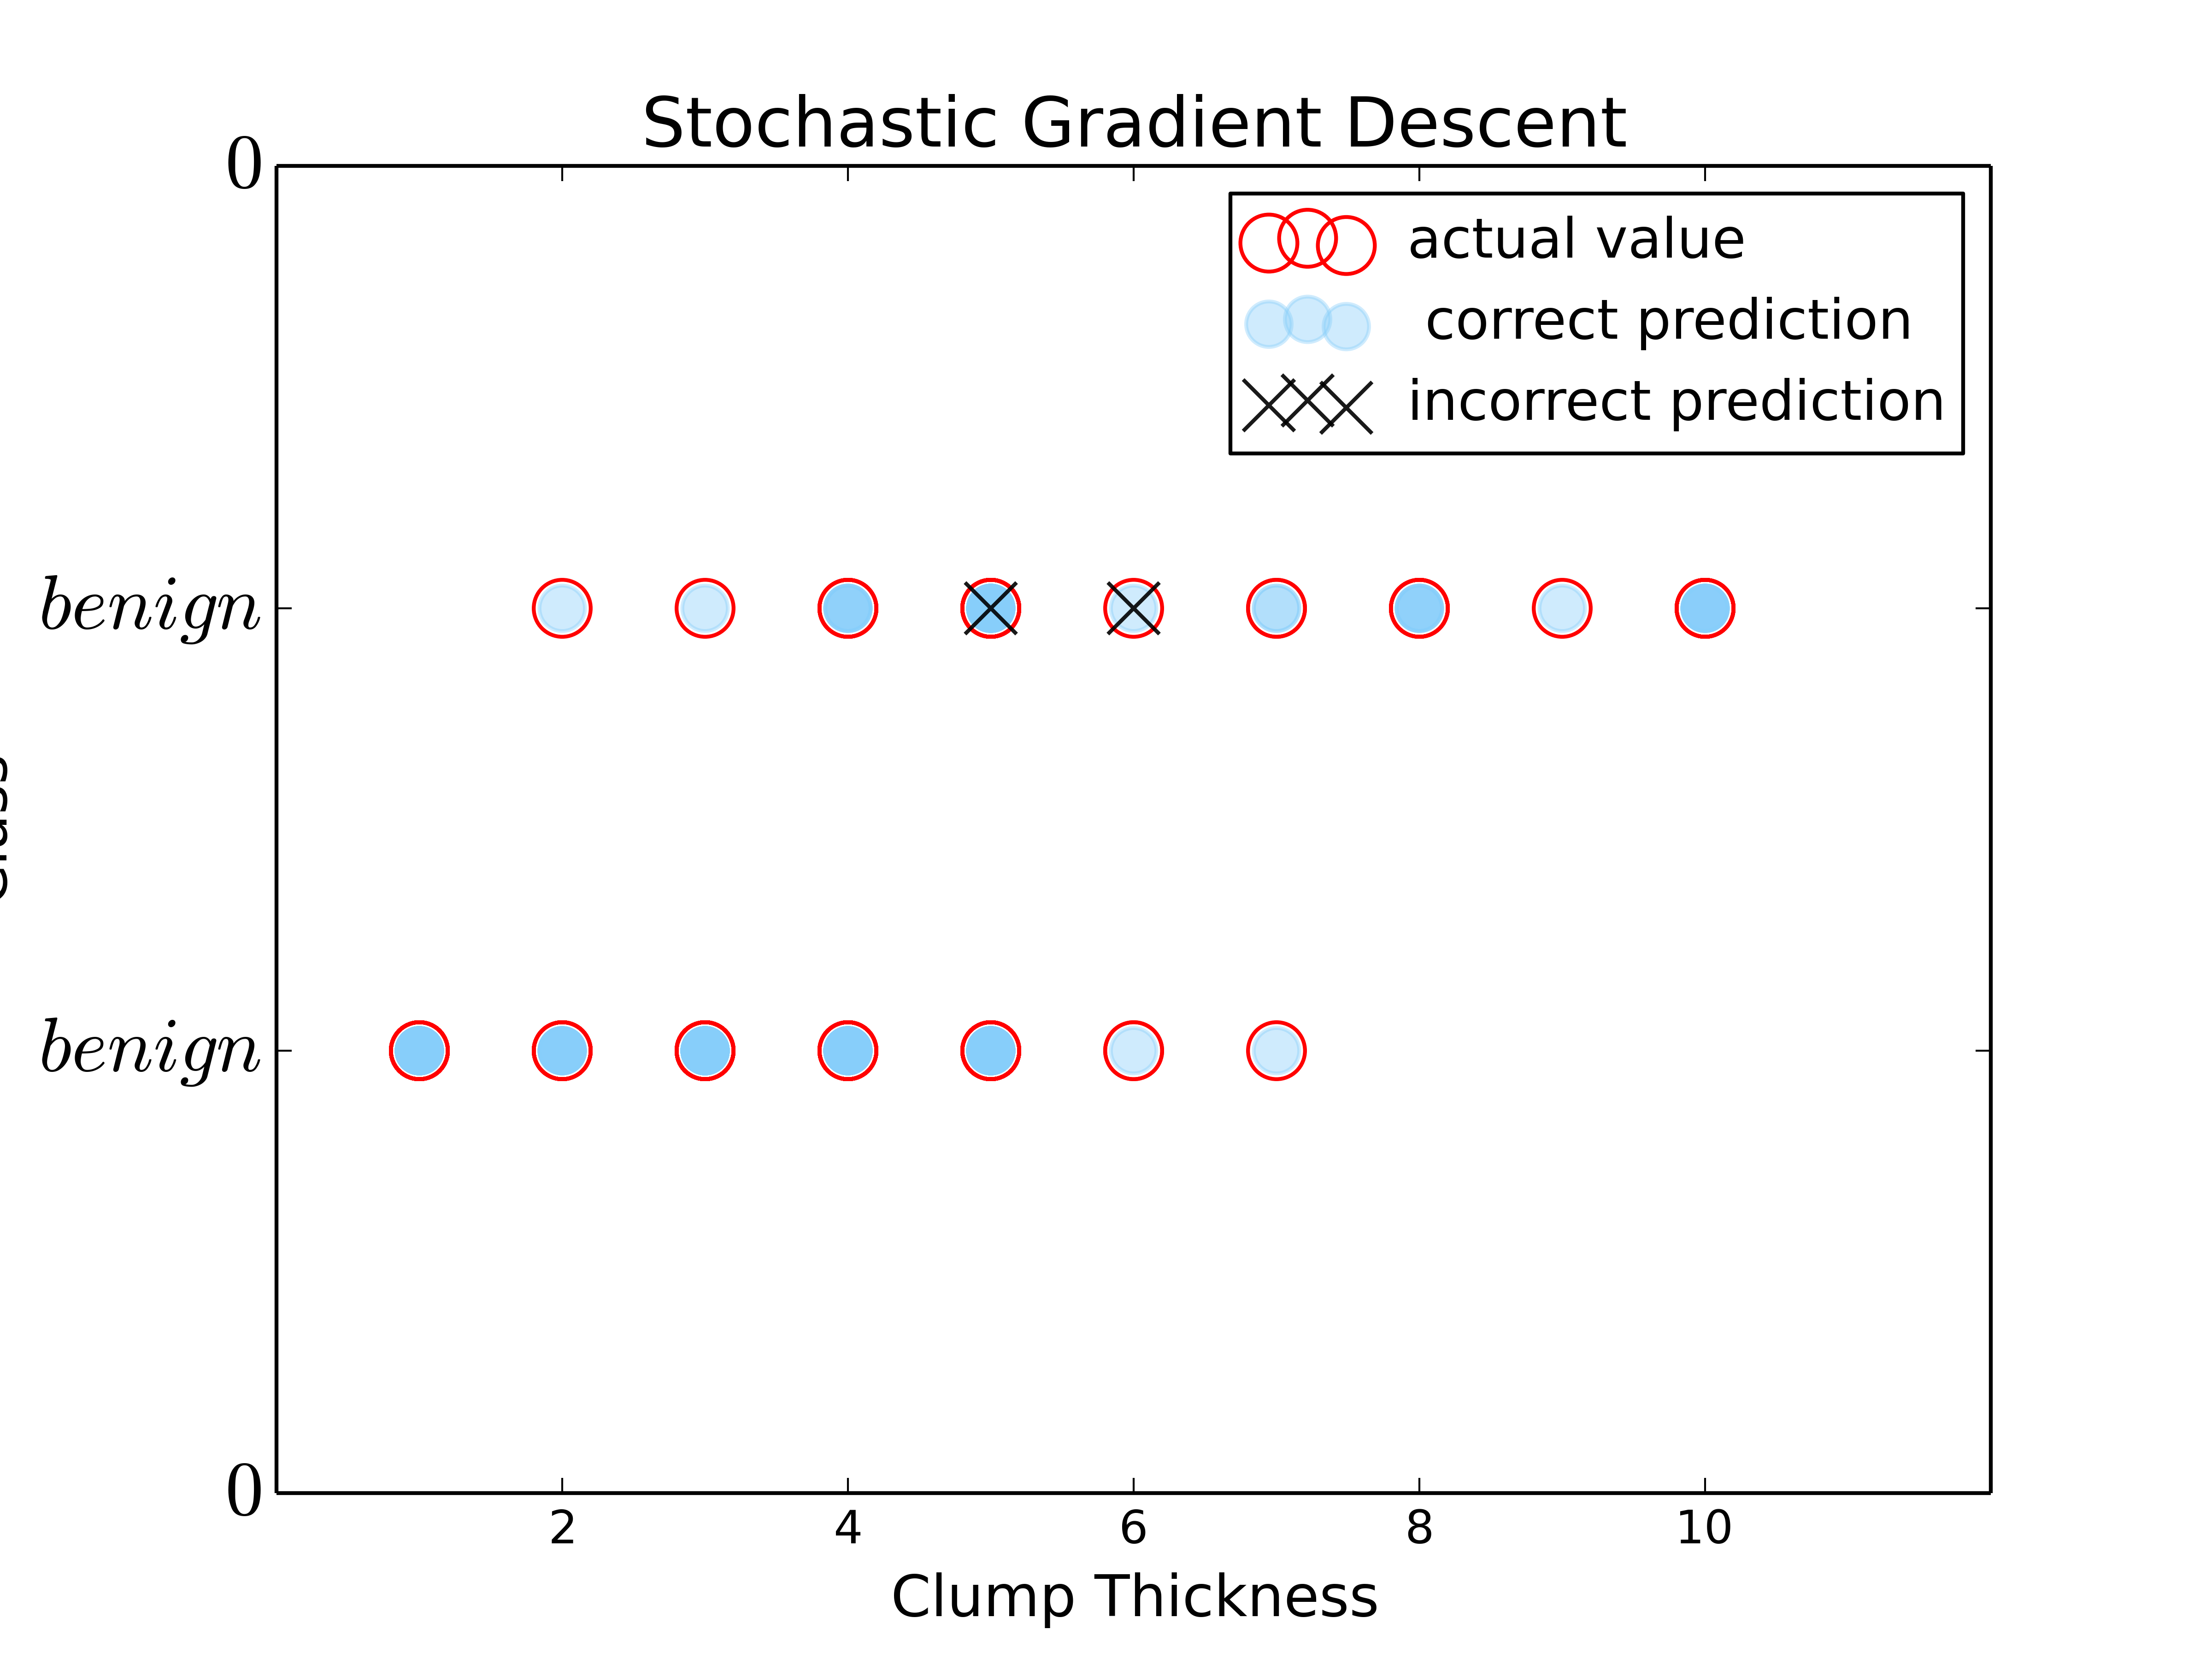 Stochastic Gradient Descent
0
actual value
correct prediction
incorrect prediction
benign
benign
0
2 4 6 8 10
Clump Thickness